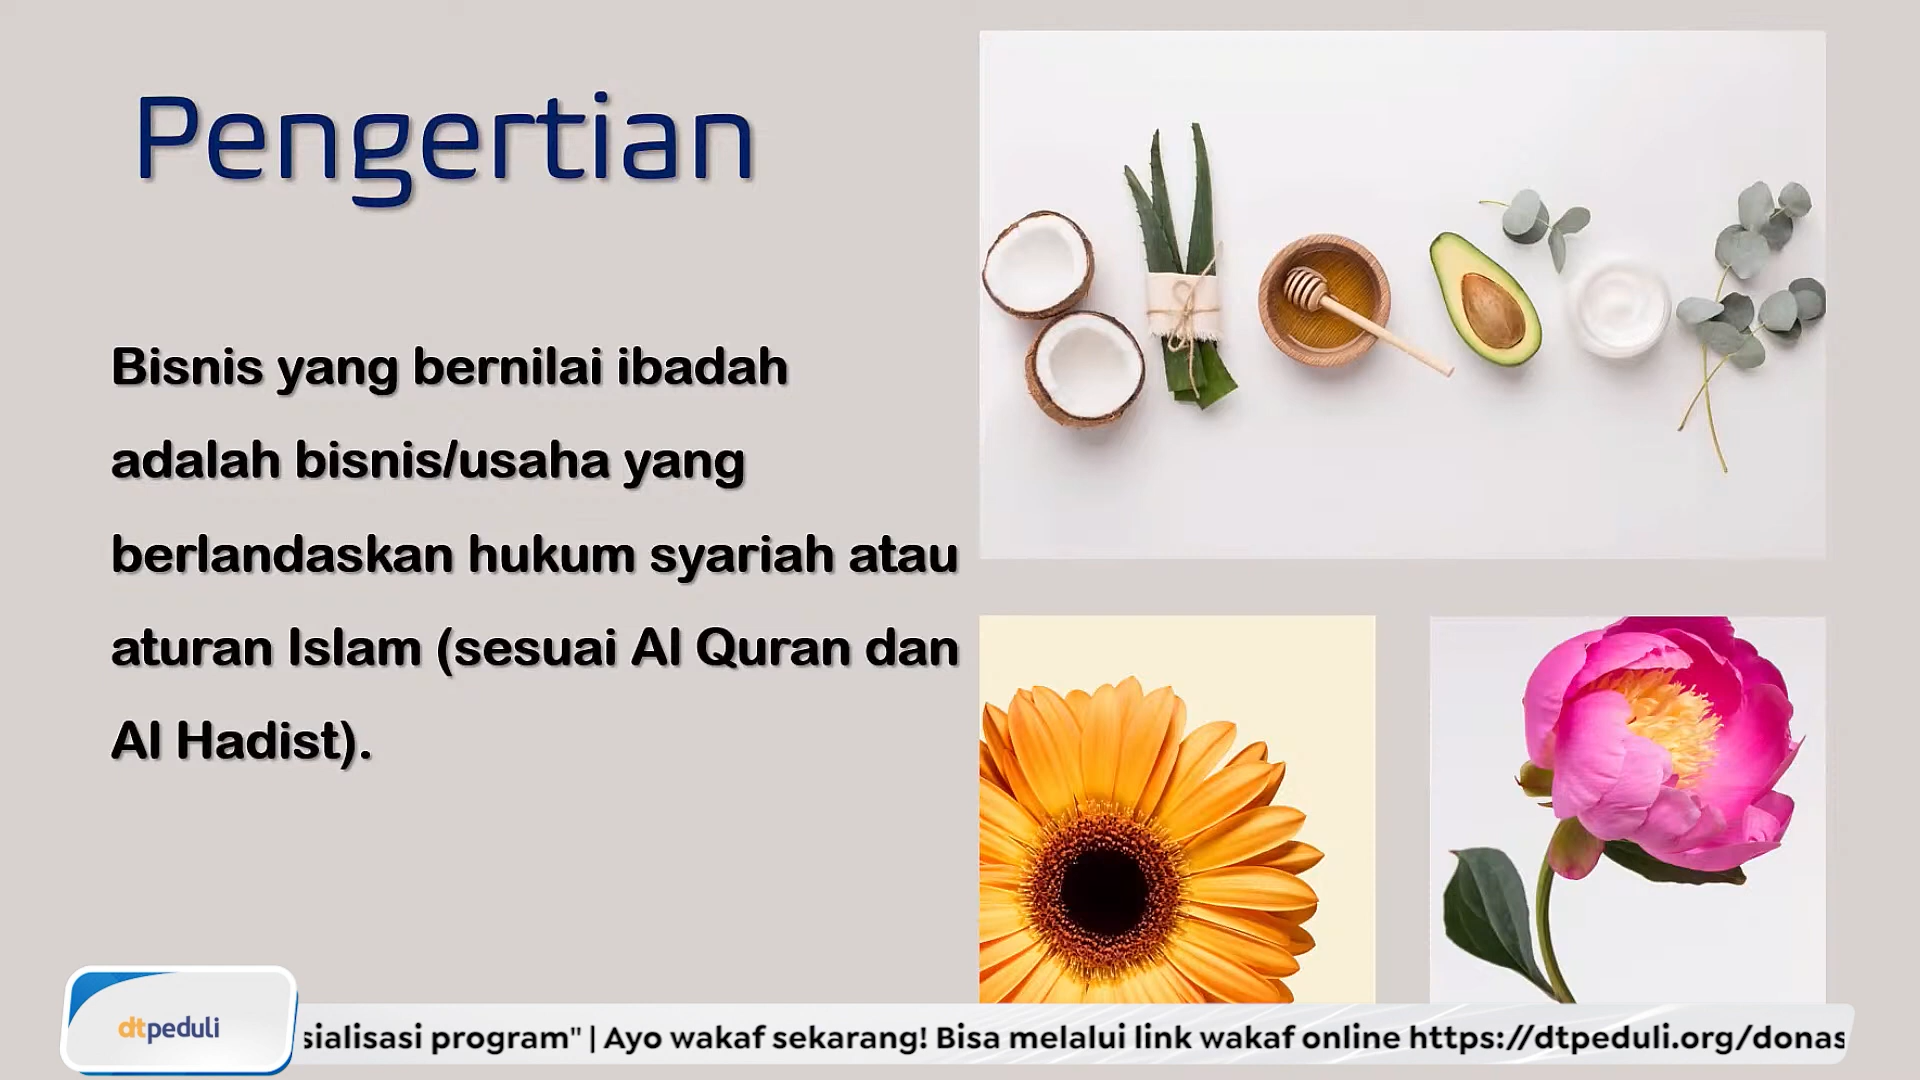 Pengertian
Bisnis yang bernilai ibadah
adalah bisnis/usaha yang
berlandaskan hukum syariah atau
aturan Islam (sesuai Al Quran dan
Al Hadist).
dtpeduli
sialisasi program" | Ayo wakaf sekarang! Bisa melalui link wakaf online https://dtpeduli.org/donas